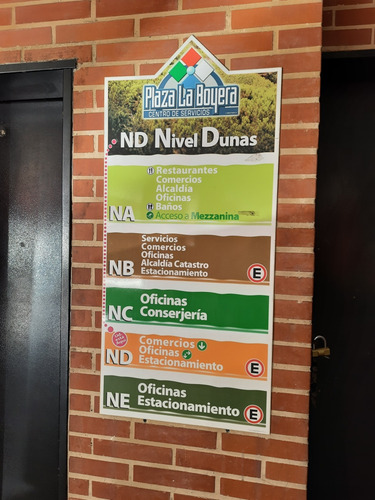 Plaza La Boyera
CENTRO DE SERVICIOS
ND Nivel Dunas
Restaurantes
Comercios
Alcaldía
Oficinas
Baños
NA
Acceso a Mezzanina
Servicios
Comercios
Oficinas
Alcaldía Catastro
NB
Estacionamiento
E
Oficinas
NC
Conserjería
Comercios
Oficinas
ND
Estacionamiento
E
Oficinas
NE
Estacionamiento
E